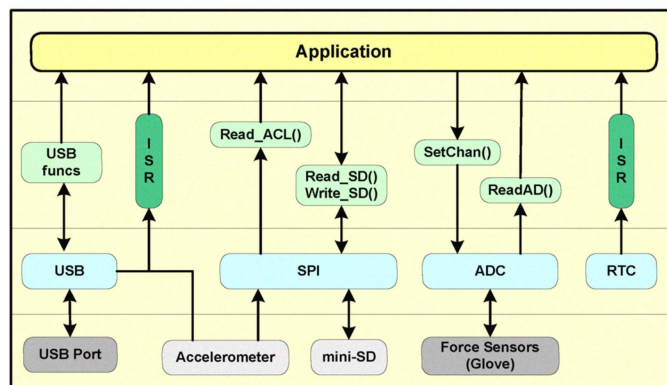 Application
Read_ACL()
USB
funcs
I
S
R
Read_SD()
Write_SD()
SetChan()
ReadAD()
I
S
R
USB
SPI
ADC
RTC
USB Port
Accelerometer
mini-SD
Force Sensors
(Glove)